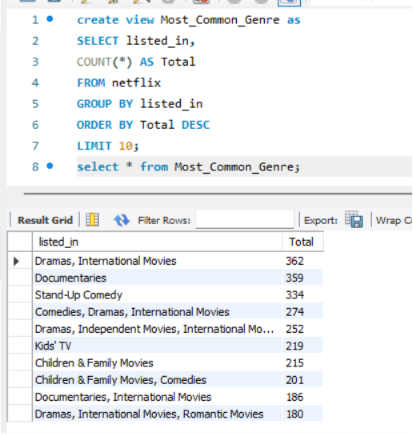 1 create view Most_Common_Genre as
2 SELECT listed_in,
3 COUNT(*) AS Total
4 FROM netflix
5 GROUP BY listed_in
6 ORDER BY Total DESC
7 LIMIT 10;
8 select * from Most_Common_Genre;
Result Grid Filter Rows: Export: Wrap C
listed_in Total
Dramas, International Movies 362
Documentaries 359
Stand-Up Comedy 334
Comedies, Dramas, International Movies 274
Dramas, Independent Movies, International Mo... 252
Kids' TV 219
Children & Family Movies 215
Children & Family Movies, Comedies 201
Documentaries, International Movies 186
Dramas, International Movies, Romantic Movies 180